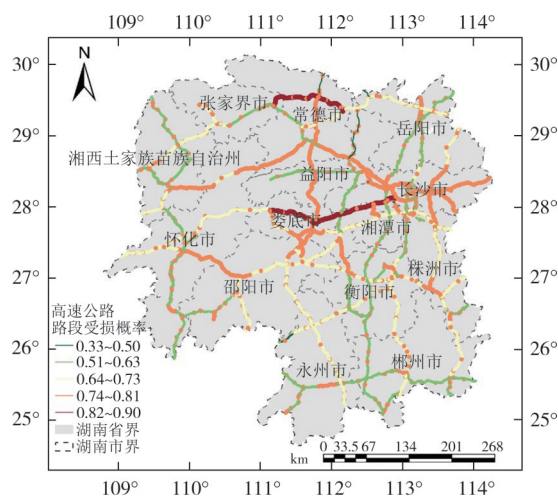 109° 110° 111° 112° 113° 114°
N
30° 30°
张家界市
常德市
岳阳市
29° 29°
湘西土家族苗族自治州
益阳市
长沙市
28° 28°
娄底市
湘潭市
怀化市
株洲市
27° 27°
邵阳市
衡阳市
高速公路
路段受损概率
0.33~0.50
26° 26°
0.51~0.63
0.64~0.73
永州市
郴州市
0.74~0.81
0.82~0.90
25° 25°
湖南省界
0 33.567 134 201 268
湖南市界
km
109° 110° 111° 112° 113° 114°